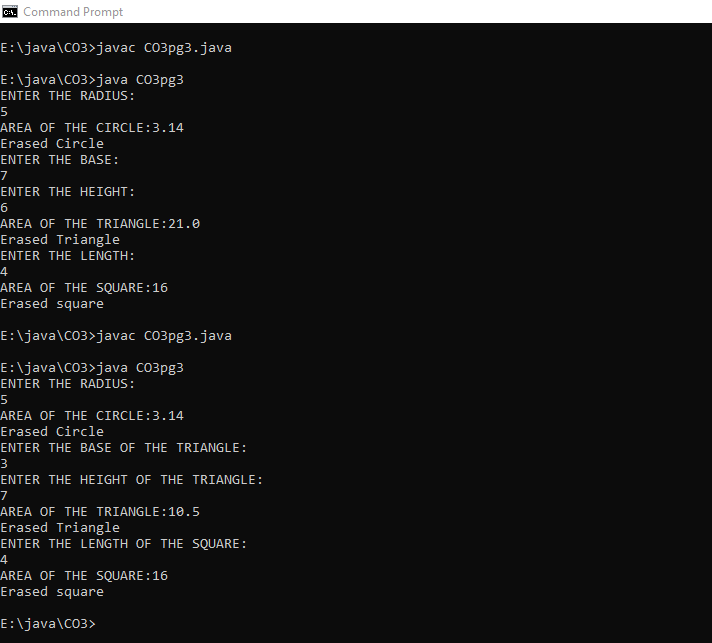 Command Prompt
E:\java\CO3>javac CO3pg3.java
E:\java\CO3>java CO3pg3
ENTER THE RADIUS:
5
AREA OF THE CIRCLE:3.14
Erased Circle
ENTER THE BASE:
7
ENTER THE HEIGHT:
6
AREA OF THE TRIANGLE:21.0
Erased Triangle
ENTER THE LENGTH:
4
AREA OF THE SQUARE:16
Erased square
E:\java\CO3>javac CO3pg3.java
E:\java\CO3>java CO3pg3
ENTER THE RADIUS:
5
AREA OF THE CIRCLE:3.14
Erased Circle
ENTER THE BASE OF THE TRIANGLE:
3
ENTER THE HEIGHT OF THE TRIANGLE:
7
AREA OF THE TRIANGLE:10.5
Erased Triangle
ENTER THE LENGTH OF THE SQUARE:
4
AREA OF THE SQUARE:16
Erased square
E:\java\CO3>